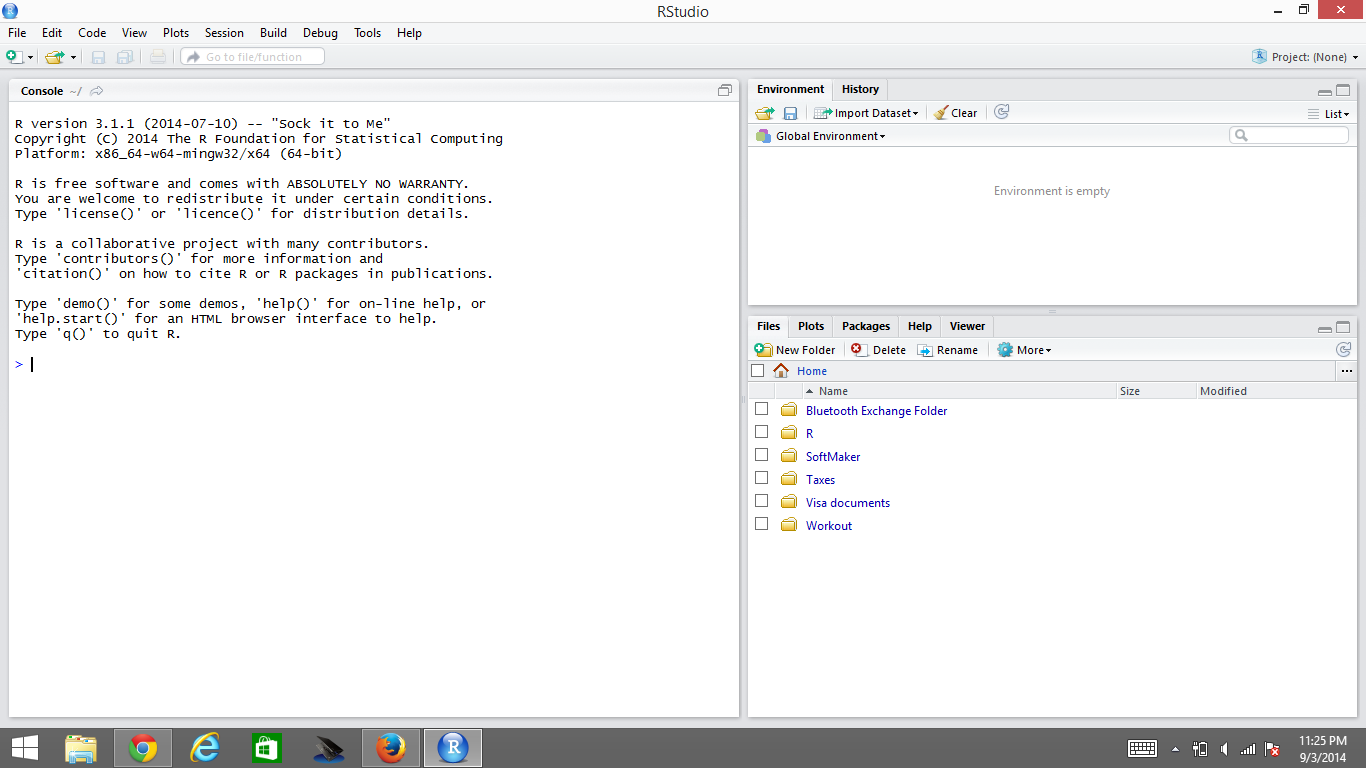 RStudio
File Edit Code View Plots Session Build Debug Tools Help
Go to file/function
Project: (None)
Console ~/
R version 3.1.1 (2014-07-10) -- "Sock it to Me"
Copyright (C) 2014 The R Foundation for Statistical Computing
Platform: x86_64-w64-mingw32/x64 (64-bit)
R is free software and comes with ABSOLUTELY NO WARRANTY.
You are welcome to redistribute it under certain conditions.
Type 'license()' or 'licence()' for distribution details.
R is a collaborative project with many contributors.
Type 'contributors()' for more information and
'citation()' on how to cite R or R packages in publications.
Type 'demo()' for some demos, 'help()' for on-line help, or
'help.start()' for an HTML browser interface to help.
Type 'q()' to quit R.
>
Environment History
Import Dataset Clear List
Global Environment
Environment is empty
Files Plots Packages Help Viewer
New Folder Delete Rename More
Home ...
Name Size Modified
Bluetooth Exchange Folder
R
SoftMaker
Taxes
Visa documents
Workout
11:25 PM
9/3/2014